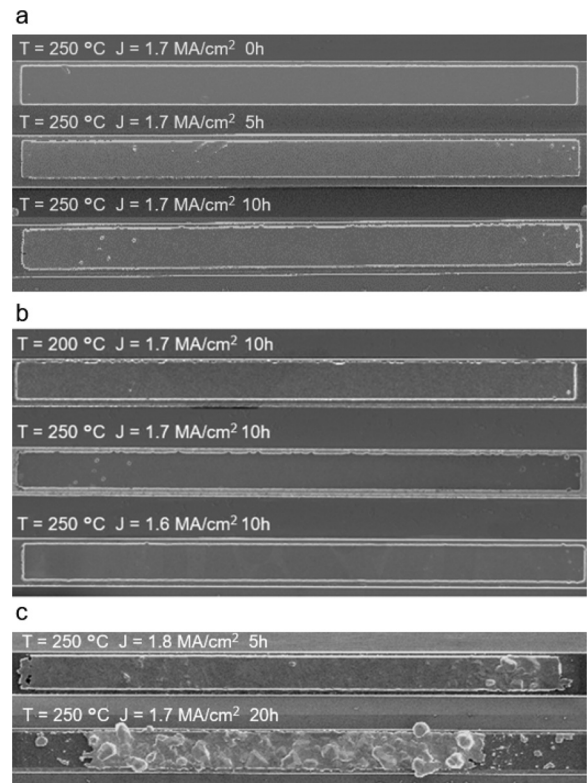 a
T = 250 °C J = 1.7 MA/cm² 0h
T = 250 °C J = 1.7 MA/cm² 5h
T = 250 °C J = 1.7 MA/cm² 10h
b
T = 200 °C J = 1.7 MA/cm² 10h
T = 250 °C J = 1.7 MA/cm² 10h
T = 250 °C J = 1.6 MA/cm² 10h
c
T = 250 °C J = 1.8 MA/cm² 5h
T = 250 °C J = 1.7 MA/cm² 20h